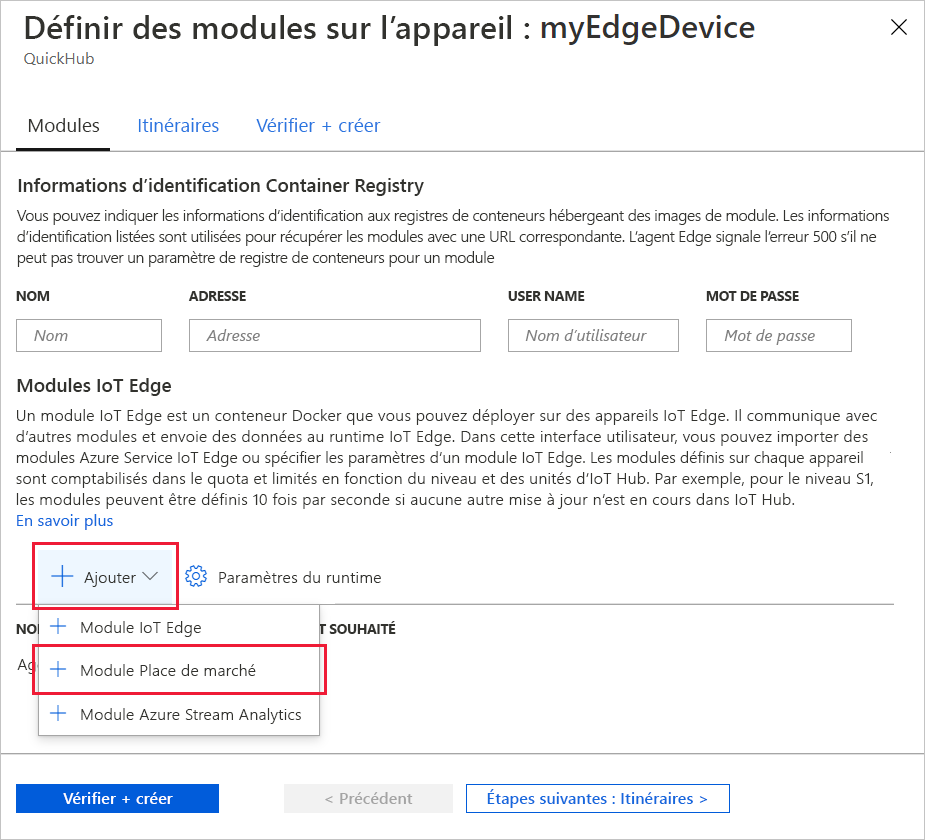 Définir des modules sur l’appareil : myEdgeDevice
QuickHub
Modules Itinéraires Vérifier + créer
Informations d’identification Container Registry
Vous pouvez indiquer les informations d’identification aux registres de conteneurs hébergeant des images de module. Les informations
d’identification listées sont utilisées pour récupérer les modules avec une URL correspondante. L’agent Edge signale l’erreur 500 s’il ne
peut pas trouver un paramètre de registre de conteneurs pour un module
NOM ADRESSE USER NAME MOT DE PASSE
Nom Adresse Nom d’utilisateur Mot de passe
Modules IoT Edge
Un module IoT Edge est un conteneur Docker que vous pouvez déployer sur des appareils IoT Edge. Il communique avec
d’autres modules et envoie des données au runtime IoT Edge. Dans cette interface utilisateur, vous pouvez importer des
modules Azure Service IoT Edge ou spécifier les paramètres d’un module IoT Edge. Les modules définis sur chaque appareil
sont comptabilisés dans le quota et limités en fonction du niveau et des unités d’IoT Hub. Par exemple, pour le niveau S1,
les modules peuvent être définis 10 fois par seconde si aucune autre mise à jour n’est en cours dans IoT Hub.
En savoir plus
Ajouter Paramètres du runtime
Module IoT Edge T SOUHAITÉ
Module Place de marché
Module Azure Stream Analytics
Vérifier + créer < Précédent Étapes suivantes : Itinéraires >